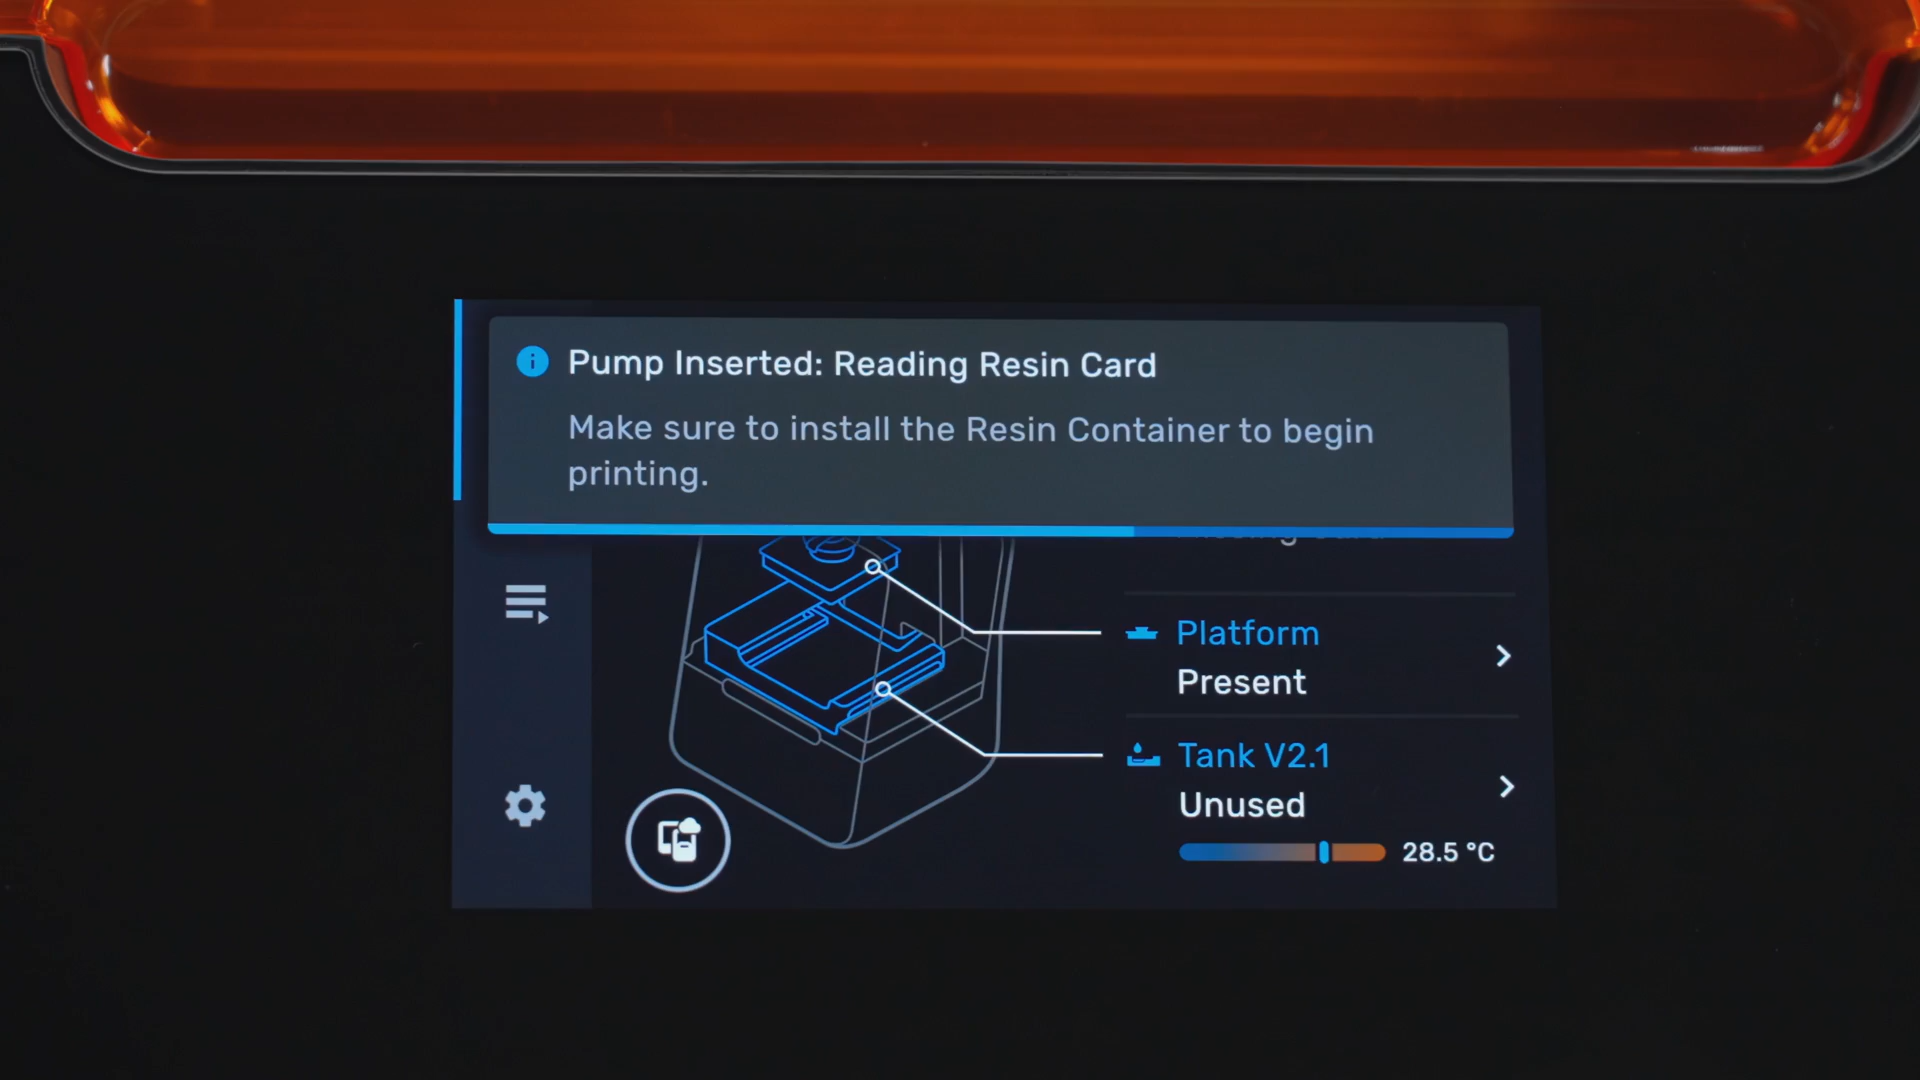 Pump Inserted: Reading Resin Card
Make sure to install the Resin Container to begin
printing.
Platform
Present
Tank V2.1
Unused
28.5 °C